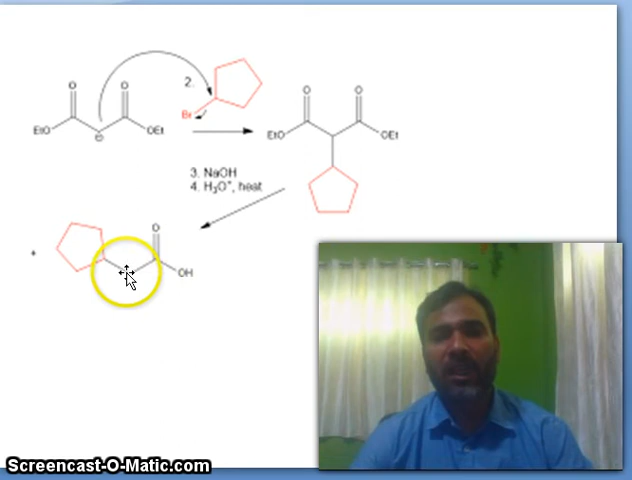 2.
O O
Br
EtO OEt
⊖
O O
EtO OEt
3. NaOH
4. H₃O⁺, heat
O
+
OH
Screencast-O-Matic.com